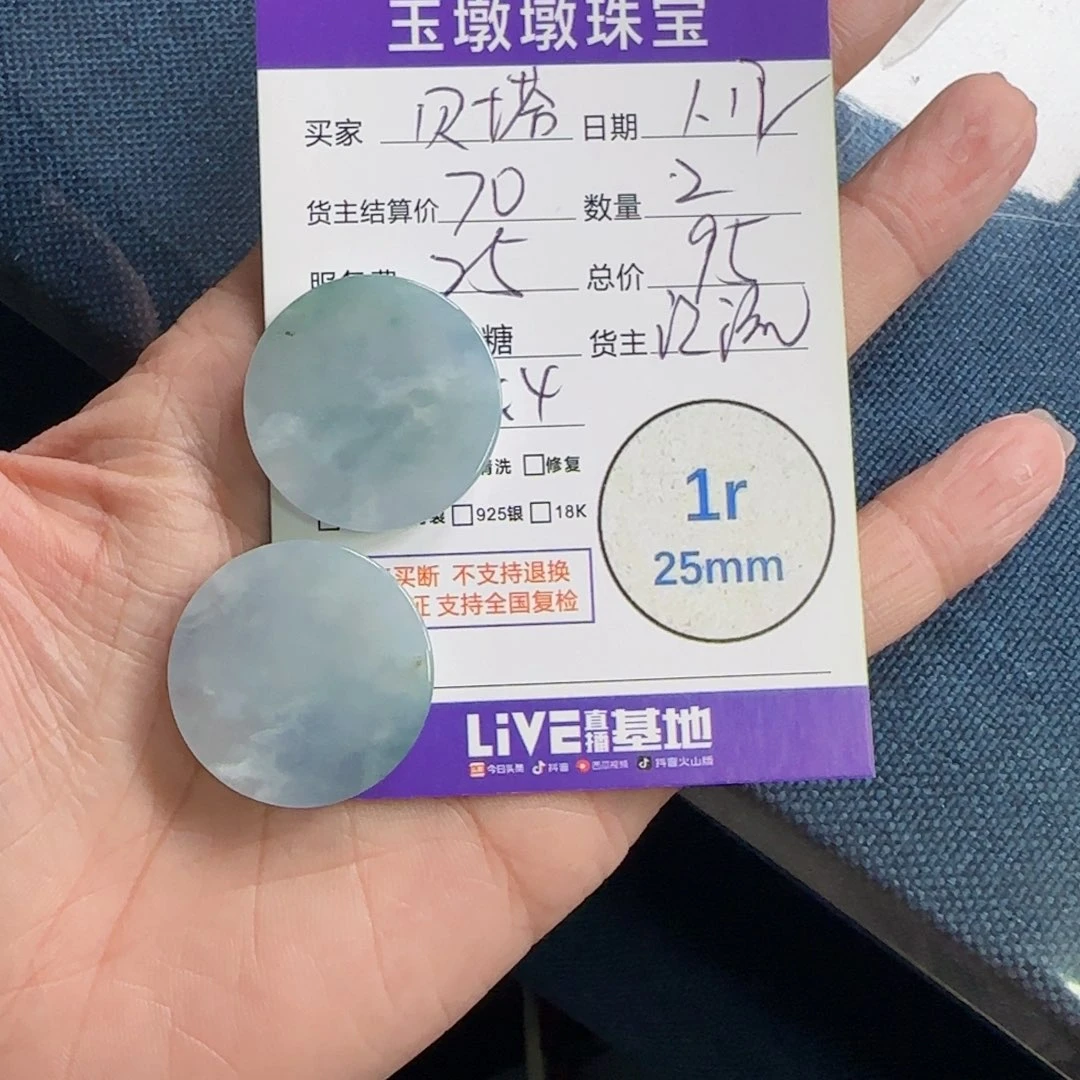 玉墩墩珠宝
买家 贝塔 日期
货主结算价 70 数量 2
25 总价 95
糖 货主
4
清洗 □修复
□925银 □18K
买断 不支持退换
证 支持全国复检
1r
25mm
LiVE直播基地
今日头条 抖音 西瓜视频 抖音火山版